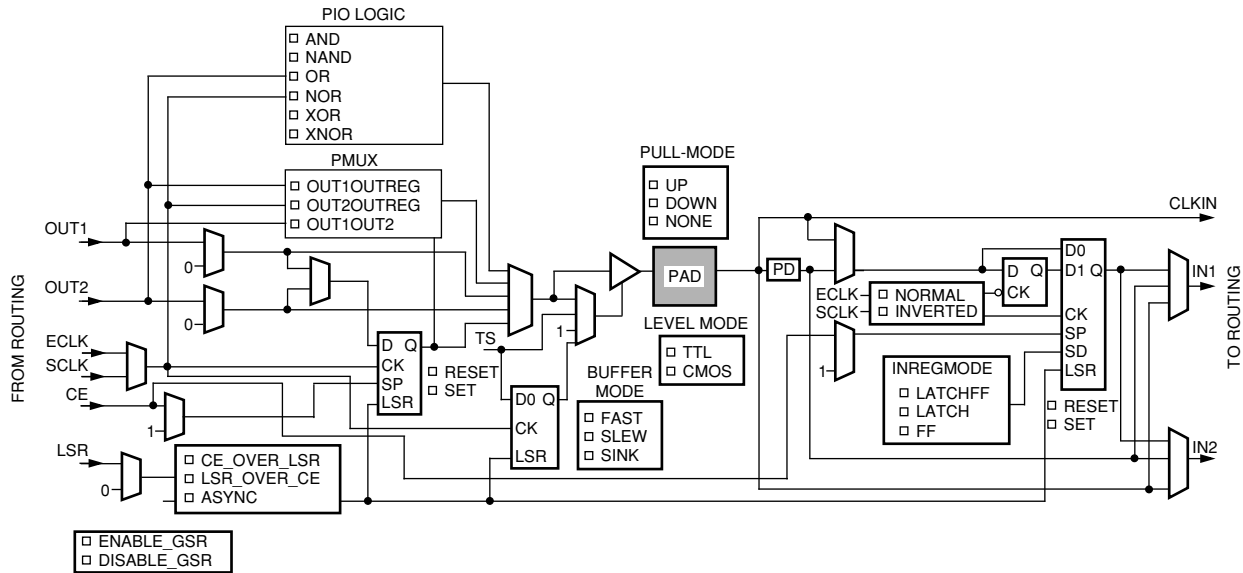 PIO LOGIC
AND
NAND
OR
NOR
XOR
XNOR
PMUX
OUT1OUTREG
OUT2OUTREG
OUT1OUT2
PULL-MODE
UP
DOWN
NONE
FROM ROUTING
OUT1
0
OUT2
0
ECLK
SCLK
CE
1
LSR
0
D Q
CK
SP
LSR
RESET
SET
CE_OVER_LSR
LSR_OVER_CE
ASYNC
ENABLE_GSR
DISABLE_GSR
TS
1
D0 Q
CK
LSR
PAD
LEVEL MODE
TTL
CMOS
BUFFER
MODE
FAST
SLEW
SINK
PD
CLKIN
ECLK
SCLK
NORMAL
INVERTED
1
D Q
CK
D0
D1 Q
CK
SP
SD
LSR
INREGMODE
LATCHFF
LATCH
FF
RESET
SET
IN1
IN2
TO ROUTING